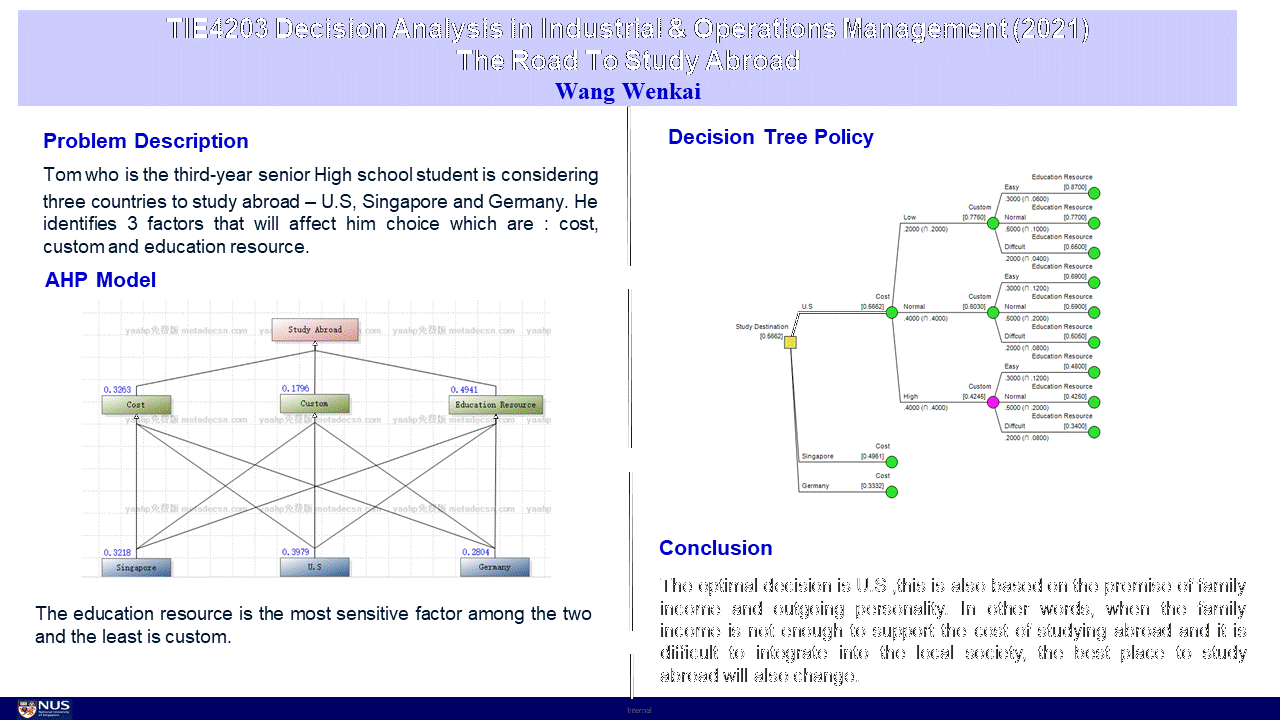 TIE4203 Decision Analysis in Industrial & Operations Management (2021)
The Road To Study Abroad
Wang Wenkai
Problem Description
Tom who is the third-year senior High school student is considering
three countries to study abroad – U.S, Singapore and Germany. He
identifies 3 factors that will affect him choice which are : cost,
custom and education resource.
AHP Model
yaahp免费版 metadecsn.com
Study Abroad
0.3263
0.1796
0.4941
Cost
Custom
Education Resource
0.3218
0.3979
0.2804
Singapore
U.S
Germany
The education resource is the most sensitive factor among the two
and the least is custom.
Decision Tree Policy
Study Destination
[0.5662]
U.S
Cost
[0.5662]
Low
.2000 (∩ .2000)
Custom
[0.7760]
Easy
.3000 (∩ .0600)
Education Resource
[0.8700]
Normal
.5000 (∩ .1000)
Education Resource
[0.7700]
Difficult
.2000 (∩ .0400)
Education Resource
Normal
.4000 (∩ .4000)
Custom
[0.6030]
Easy
.3000 (∩ .1200)
Education Resource
[0.6900]
Normal
.5000 (∩ .2000)
Education Resource
Difficult
.2000 (∩ .0800)
Education Resource
[0.5050]
High
.4000 (∩ .4000)
Custom
[0.4245]
Easy
.3000 (∩ .1200)
Education Resource
[0.4800]
Normal
.5000 (∩ .2000)
Education Resource
[0.4250]
Difficult
.2000 (∩ .0800)
Education Resource
[0.3400]
Singapore
Cost
[0.4961]
Germany
Cost
[0.3332]
Conclusion
The optimal decision is U.S ,this is also based on the premise of family
income and outgoing personality. In other words, when the family
income is not enough to support the cost of studying abroad and it is
difficult to integrate into the local society, the best place to study
abroad will also change.
NUS
National University
of Singapore
Internal